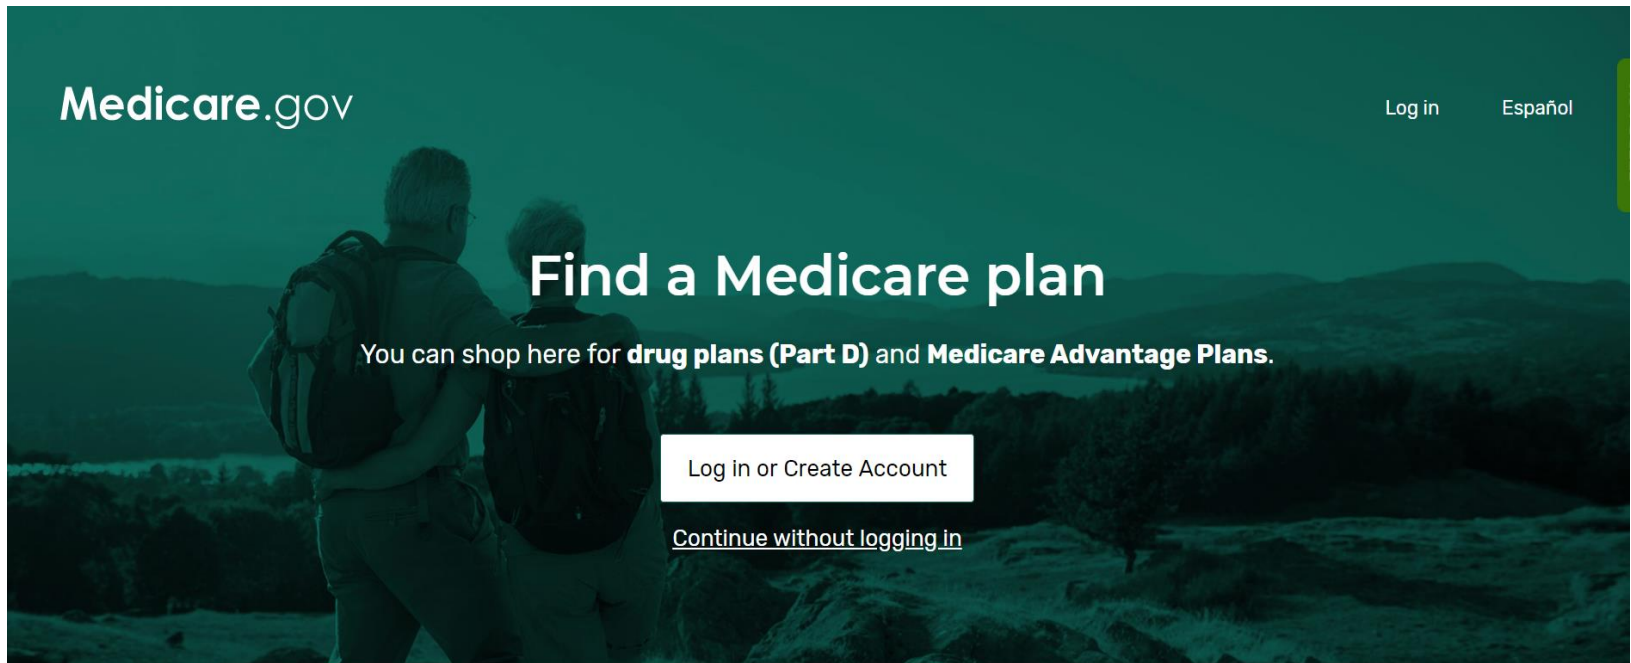 Medicare.gov
Log in
Español
Find a Medicare plan
You can shop here for drug plans (Part D) and Medicare Advantage Plans.
Log in or Create Account
Continue without logging in